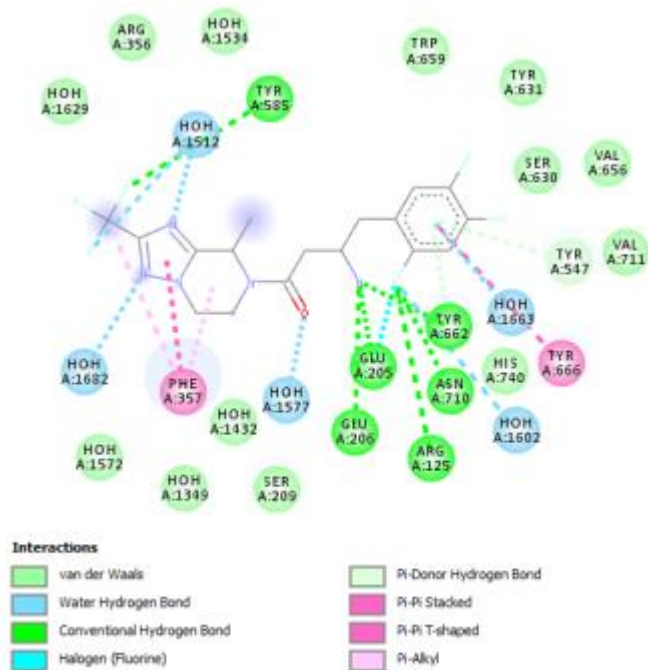 ARG
A:356
HOH
A:1534
TRP
A:659
TYR
A:631
HOH
A:1629
TYR
A:585
HOH
A:1512
SER
A:630
VAL
A:656
TYR
A:547
VAL
A:711
HOH
A:1663
TYR
A:662
TYR
A:666
HOH
A:1682
GLU
A:205
HIS
A:740
PHE
A:357
HOH
A:1577
ASN
A:710
HOH
A:1432
GLU
A:206
HOH
A:1602
ARG
A:125
HOH
A:1572
HOH
A:1349
SER
A:209
Interactions
van der Waals
Water Hydrogen Bond
Conventional Hydrogen Bond
Halogen (Fluorine)
Pi-Donor Hydrogen Bond
Pi-Pi Stacked
Pi-Pi T-shaped
Pi-Alkyl